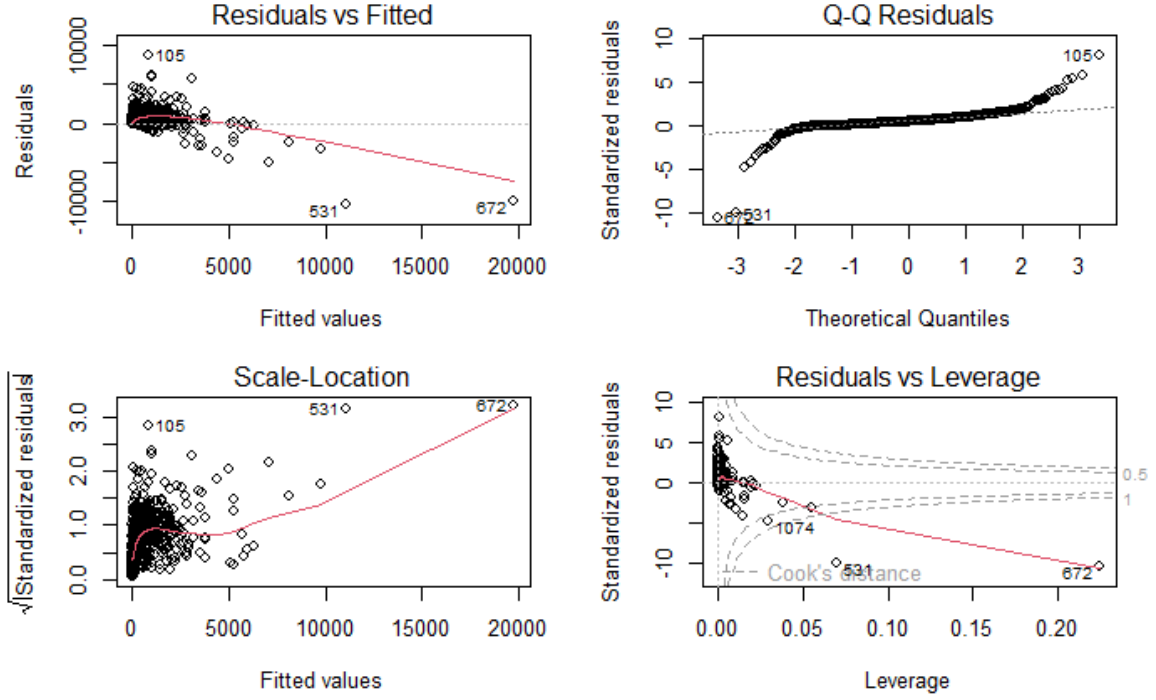 Residuals vs Fitted
Residuals
10000
0
-10000
105
531
672
0 5000 10000 15000 20000
Fitted values
Q-Q Residuals
Standardized residuals
10
5
0
-5
-10
105
672
531
-3 -2 -1 0 1 2 3
Theoretical Quantiles
Scale-Location
√|Standardized residuals|
3.0
2.0
1.0
0.0
105
531
672
0 5000 10000 15000 20000
Fitted values
Residuals vs Leverage
Standardized residuals
10
5
0
-5
-10
0.5
1
1074
531
672
Cook's distance
0.00 0.05 0.10 0.15 0.20
Leverage